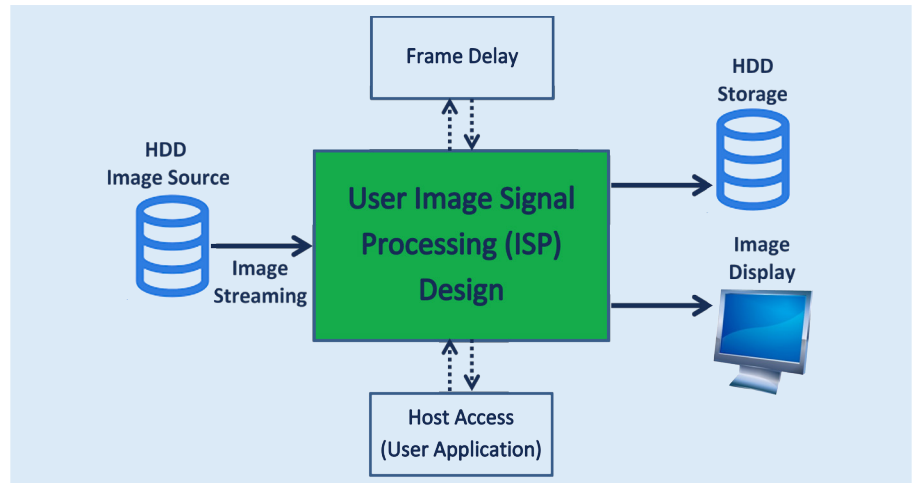 Frame Delay
HDD
Storage
HDD
Image Source
User Image Signal
Processing (ISP)
Design
Image
Streaming
Image
Display
Host Access
(User Application)